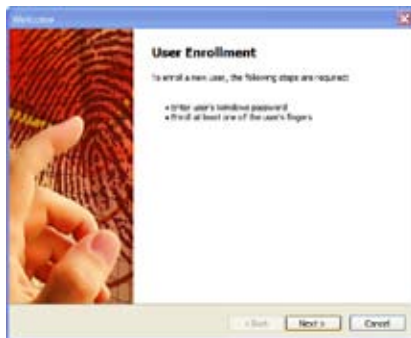 Welcome
User Enrollment
To enroll a new user, the following steps are required:
• Enter user's Windows password
• Enroll at least one of the user's fingers
< Back
Next >
Cancel